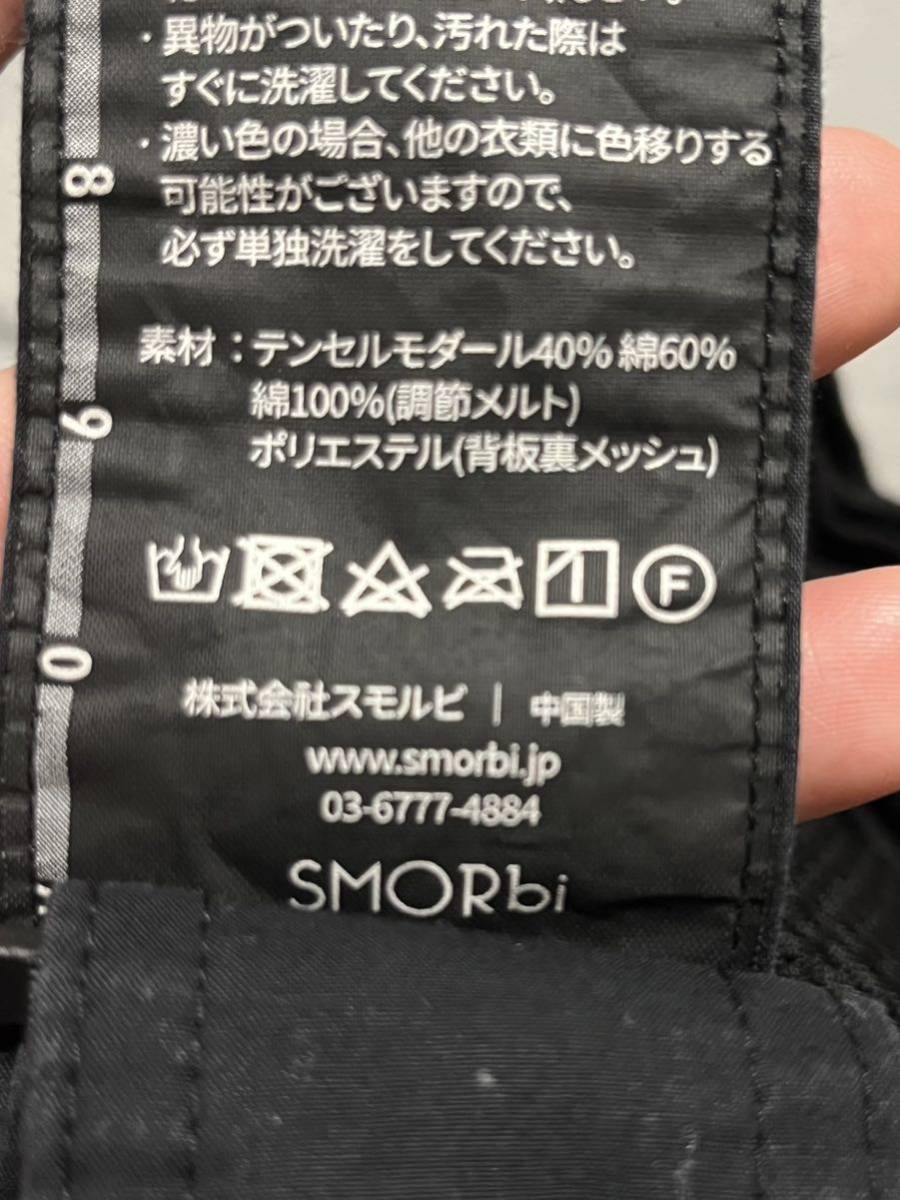 ・異物がついたり、汚れた際は
すぐに洗濯してください。
・濃い色の場合、他の衣類に色移りする
可能性がございますので、
必ず単独洗濯をしてください。
素材：テンセルモダール40% 綿60%
綿100%(調節メルト)
ポリエステル(背板裏メッシュ)
F
株式会社スモルビ | 中国製
www.smorbi.jp
03-6777-4884
SMORbi
8
9
0